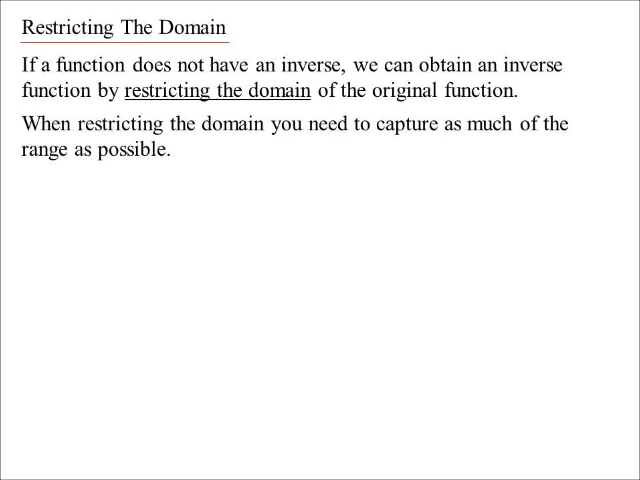 Restricting The Domain
If a function does not have an inverse, we can obtain an inverse
function by restricting the domain of the original function.
When restricting the domain you need to capture as much of the
range as possible.